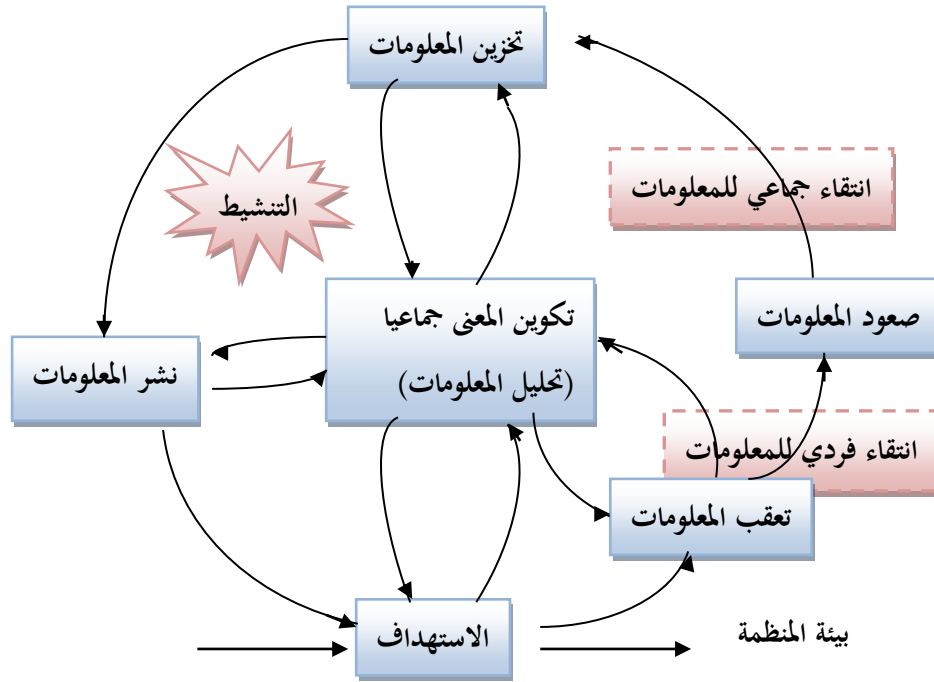 تخزين المعلومات
انتقاء جماعي للمعلومات
التنشيط
صعود المعلومات
تكوين المعنى جماعيا
(تحليل المعلومات)
نشر المعلومات
انتقاء فردي للمعلومات
تعقب المعلومات
بيئة المنظمة
الاستهداف